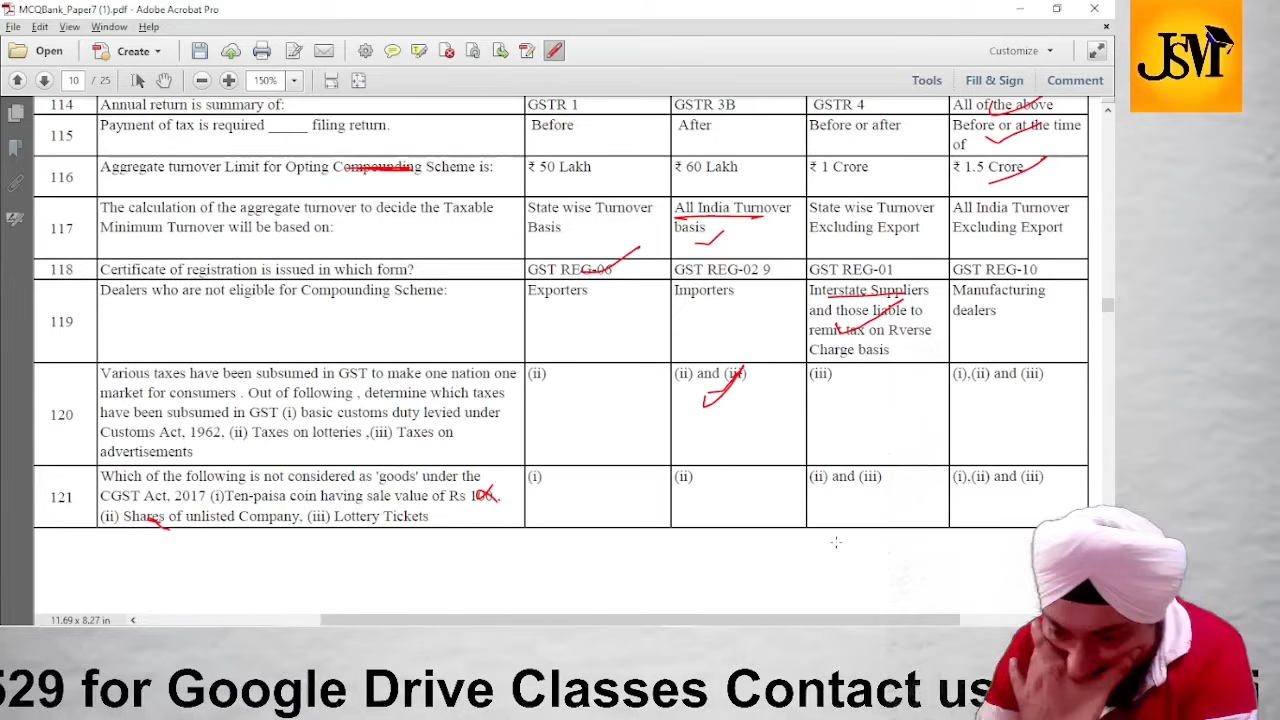 MCQBank_Paper7 (1).pdf - Adobe Acrobat Pro
File Edit View Window Help
Open Create Customize
10 / 25 150% Tools Fill & Sign Comment
JSM
114 Annual return is summary of: GSTR 1 GSTR 3B GSTR 4 All of the above
115 Payment of tax is required _____ filing return. Before After Before or after Before or at the time
of
116 Aggregate turnover Limit for Opting Compounding Scheme is: ₹ 50 Lakh ₹ 60 Lakh ₹ 1 Crore ₹ 1.5 Crore
117 The calculation of the aggregate turnover to decide the Taxable State wise Turnover All India Turnover State wise Turnover All India Turnover
Minimum Turnover will be based on: Basis basis Excluding Export Excluding Export
118 Certificate of registration is issued in which form? GST REG-06 GST REG-02 9 GST REG-01 GST REG-10
119 Dealers who are not eligible for Compounding Scheme: Exporters Importers Interstate Suppliers Manufacturing
and those liable to dealers
remit tax on Rverse
Charge basis
120 Various taxes have been subsumed in GST to make one nation one (ii) (ii) and (iii) (iii) (i),(ii) and (iii)
market for consumers . Out of following , determine which taxes
have been subsumed in GST (i) basic customs duty levied under
Customs Act, 1962, (ii) Taxes on lotteries ,(iii) Taxes on
advertisements
121 Which of the following is not considered as 'goods' under the (i) (ii) (ii) and (iii) (i),(ii) and (iii)
CGST Act, 2017 (i)Ten-paisa coin having sale value of Rs
(ii) Shares of unlisted Company, (iii) Lottery Tickets
11.69 x 8.27 in
529 for Google Drive Classes Contact us